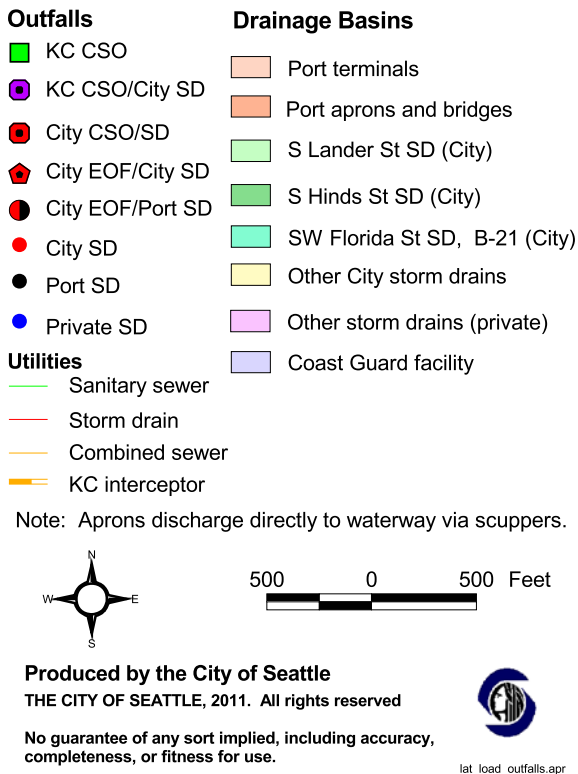 Outfalls
KC CSO
KC CSO/City SD
City CSO/SD
City EOF/City SD
City EOF/Port SD
City SD
Port SD
Private SD
Utilities
Sanitary sewer
Storm drain
Combined sewer
KC interceptor
Drainage Basins
Port terminals
Port aprons and bridges
S Lander St SD (City)
S Hinds St SD (City)
SW Florida St SD, B-21 (City)
Other City storm drains
Other storm drains (private)
Coast Guard facility
Note: Aprons discharge directly to waterway via scuppers.
N
W E
S
500 0 500 Feet
Produced by the City of Seattle
THE CITY OF SEATTLE, 2011. All rights reserved
No guarantee of any sort implied, including accuracy,
completeness, or fitness for use.
lat_load_outfalls.apr